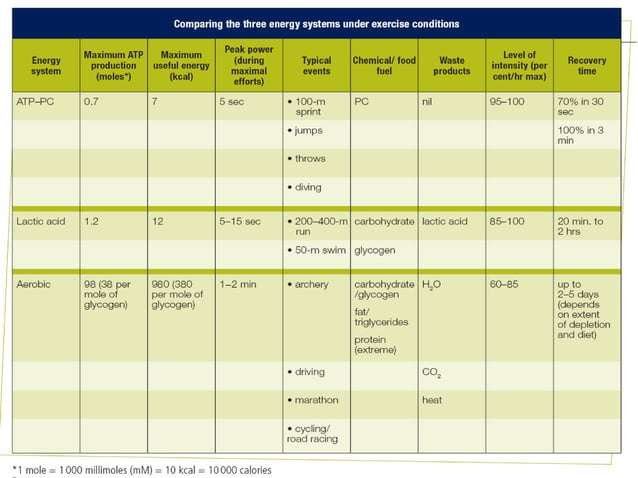 Comparing the three energy systems under exercise conditions
Energy system
Maximum ATP production (moles*)
Maximum useful energy (kcal)
Peak power (during maximal efforts)
Typical events
Chemical/ food fuel
Waste products
Level of intensity (per cent/hr max)
Recovery time
ATP–PC
0.7
7
5 sec
• 100-m sprint
• jumps
• throws
• diving
PC
nil
95–100
70% in 30 sec
100% in 3 min
Lactic acid
1.2
12
5–15 sec
• 200–400-m run
• 50-m swim
carbohydrate
glycogen
lactic acid
85–100
20 min. to 2 hrs
Aerobic
98 (38 per mole of glycogen)
980 (380 per mole of glycogen)
1–2 min
• archery
• driving
• marathon
• cycling/ road racing
carbohydrate /glycogen
fat/ triglycerides
protein (extreme)
H₂O
CO₂
heat
60–85
up to 2–5 days (depends on extent of depletion and diet)
*1 mole = 1 000 millimoles (mM) = 10 kcal = 10 000 calories